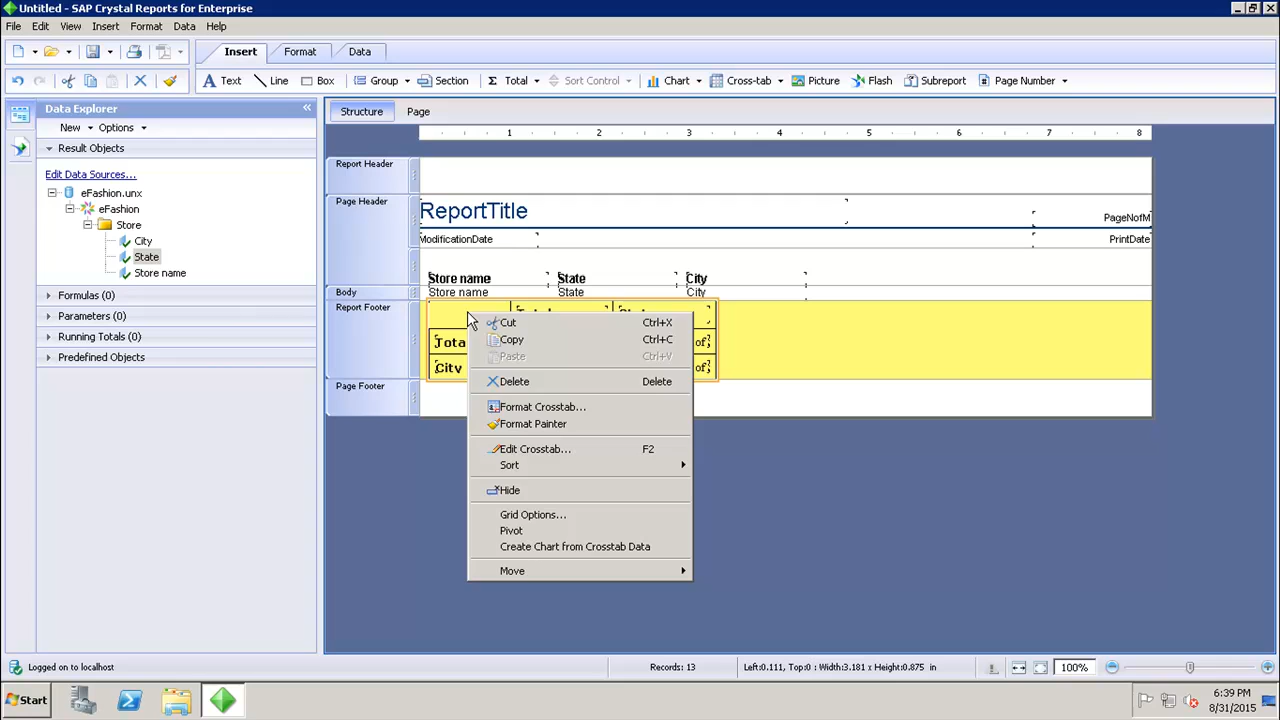 Untitled - SAP Crystal Reports for Enterprise
File Edit View Insert Format Data Help
Insert Format Data
Text Line Box Group Section Total Sort Control Chart Cross-tab Picture Flash Subreport Page Number
Data Explorer
New Options
Result Objects
Edit Data Sources...
eFashion.unx
eFashion
Store
City
State
Store name
Formulas (0)
Parameters (0)
Running Totals (0)
Predefined Objects
Structure Page
1 2 3 4 5 6 7 8
Report Header
Page Header
ReportTitle
PageNofM
ModificationDate PrintDate
Store name State City
Body
Store name State City
Report Footer
Tota of
City of
Page Footer
Cut Ctrl+X
Copy Ctrl+C
Paste Ctrl+V
Delete Delete
Format Crosstab...
Format Painter
Edit Crosstab... F2
Sort
Hide
Grid Options...
Pivot
Create Chart from Crosstab Data
Move
Logged on to localhost
Records: 13
Left:0.111, Top:0 : Width:3.181 x Height:0.875 in
100%
Start
6:39 PM
8/31/2015